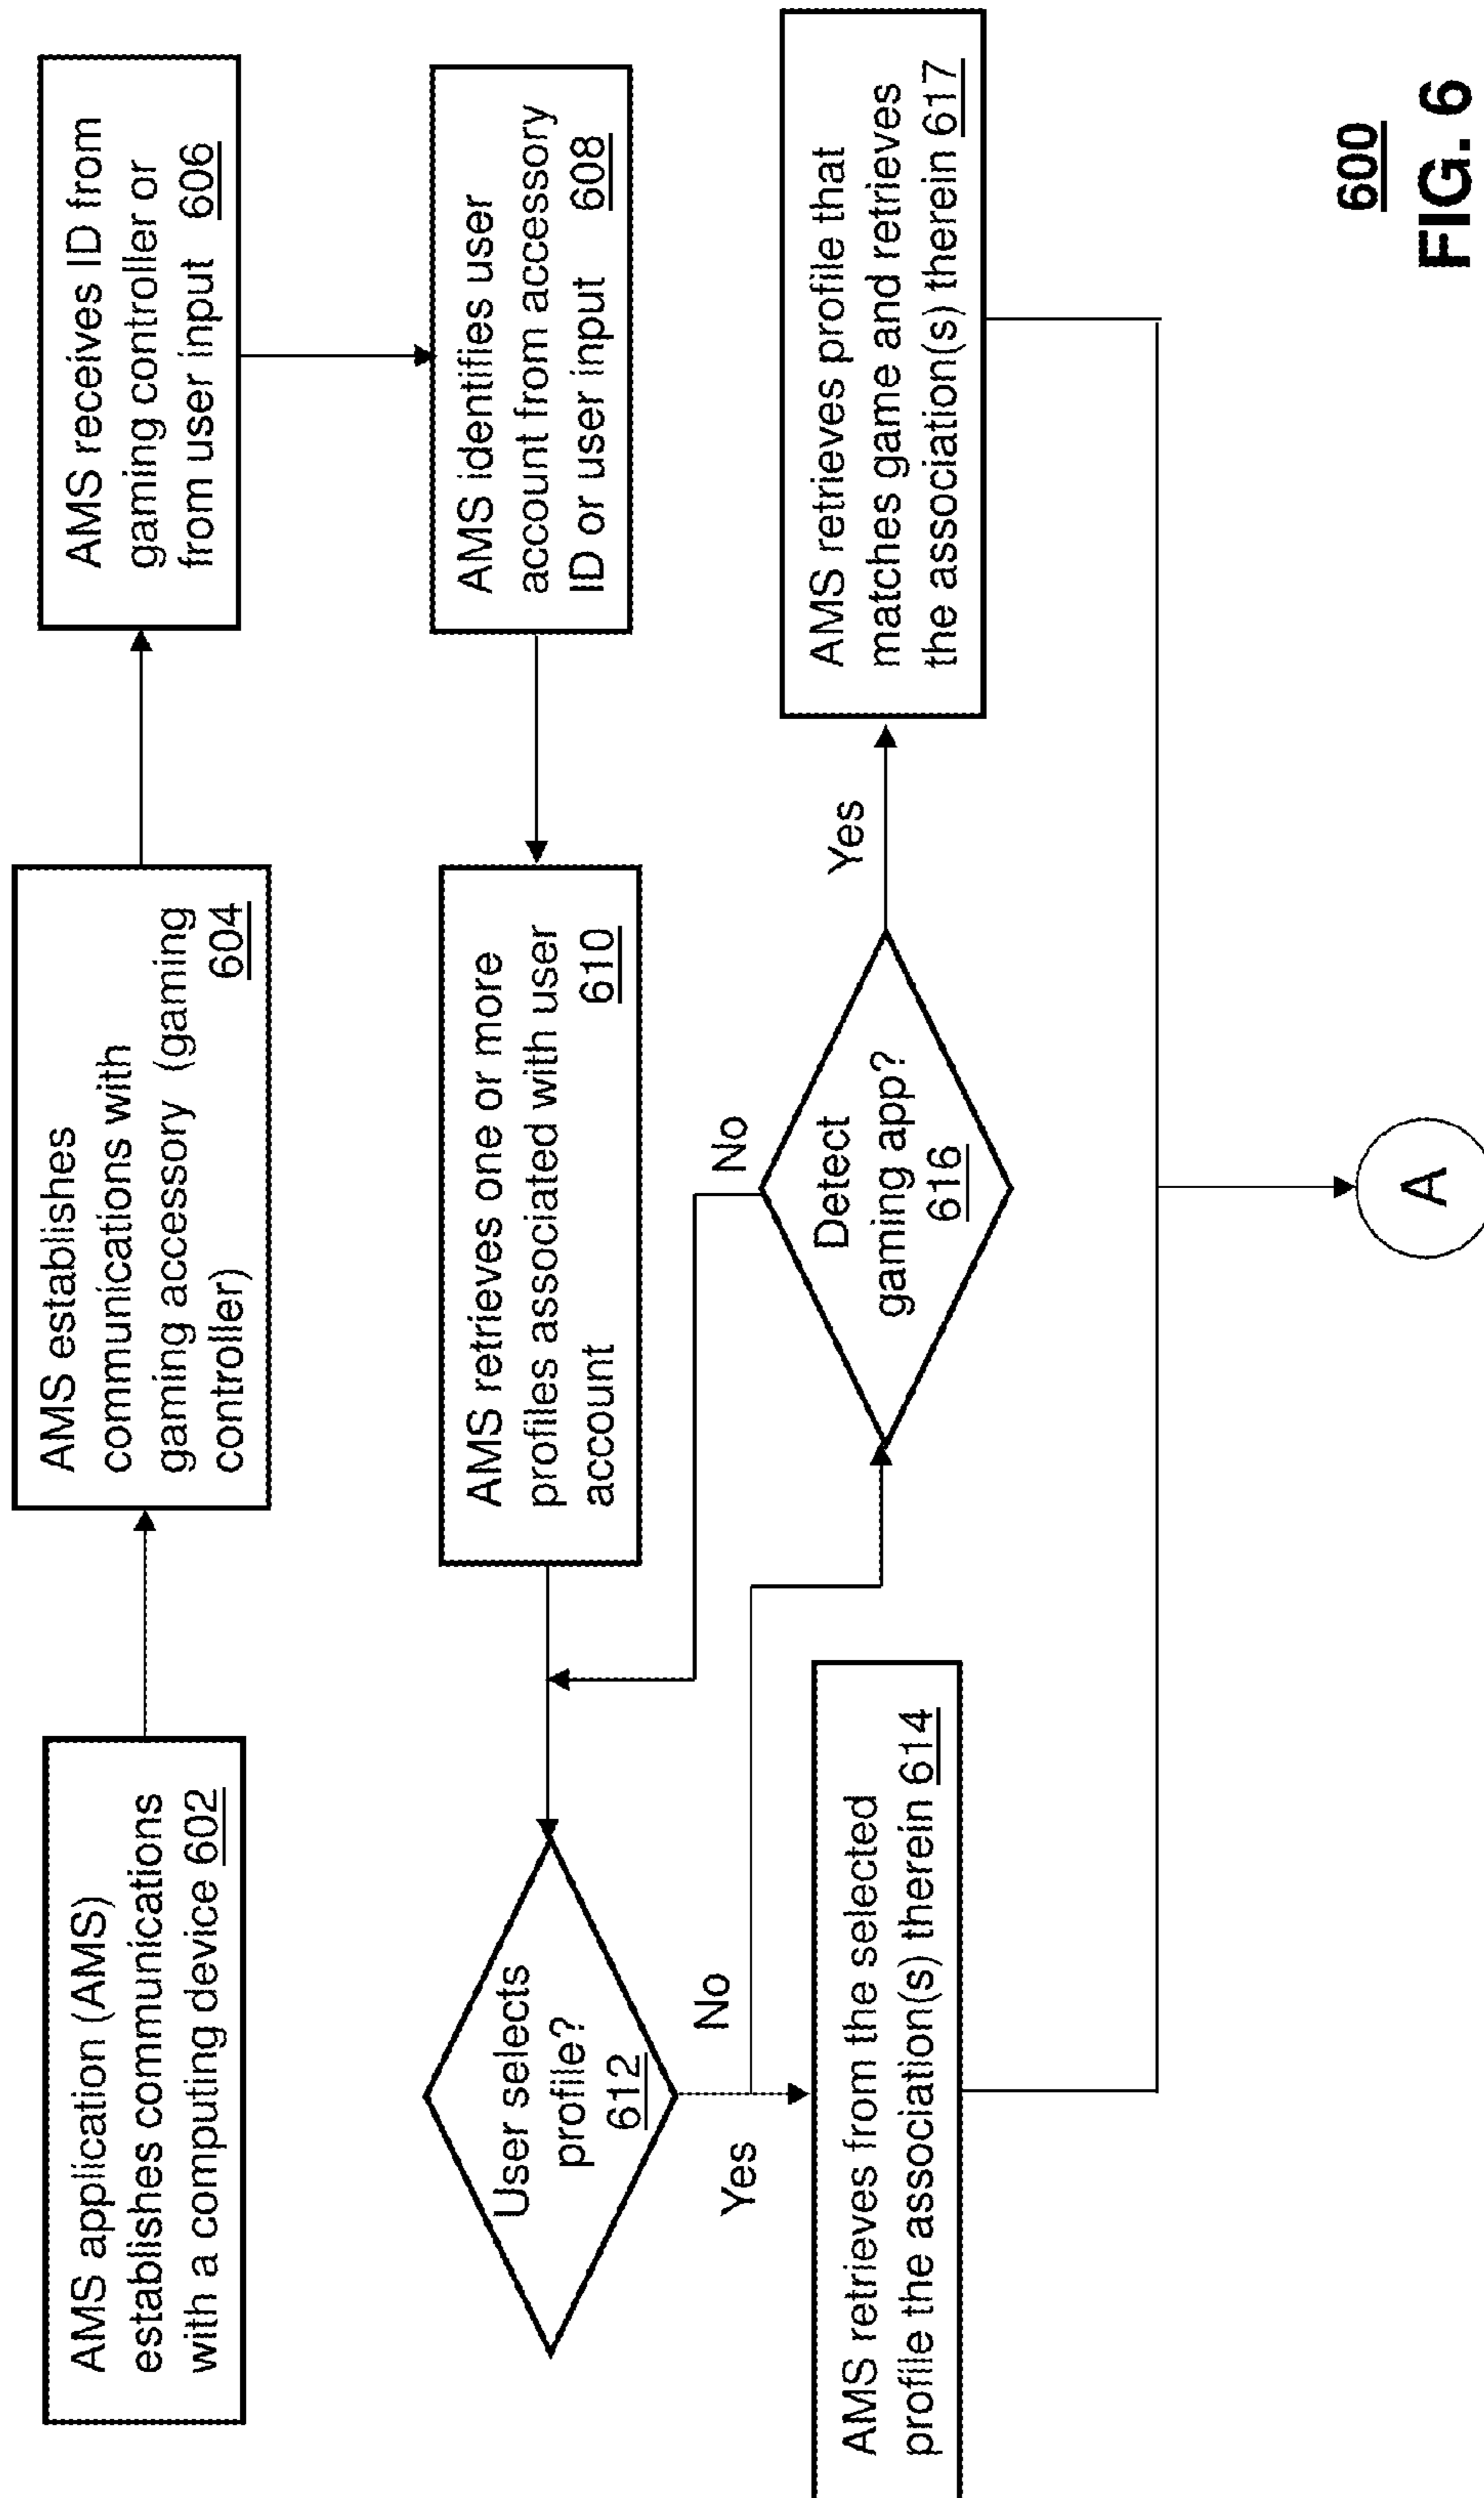 AMS application (AMS)
establishes communications
with a computing device 602
AMS establishes
communications with
gaming accessory (gaming
controller) 604
AMS receives ID from
gaming controller or
from user input 606
AMS identifies user
account from accessory
ID or user input 608
AMS retrieves one or more
profiles associated with user
account 610
User selects
profile?
612
Yes
No
AMS retrieves from the selected
profile the association(s) therein 614
Detect
gaming app?
616
No
Yes
AMS retrieves profile that
matches game and retrieves
the association(s) therein 617
A
600
FIG. 6